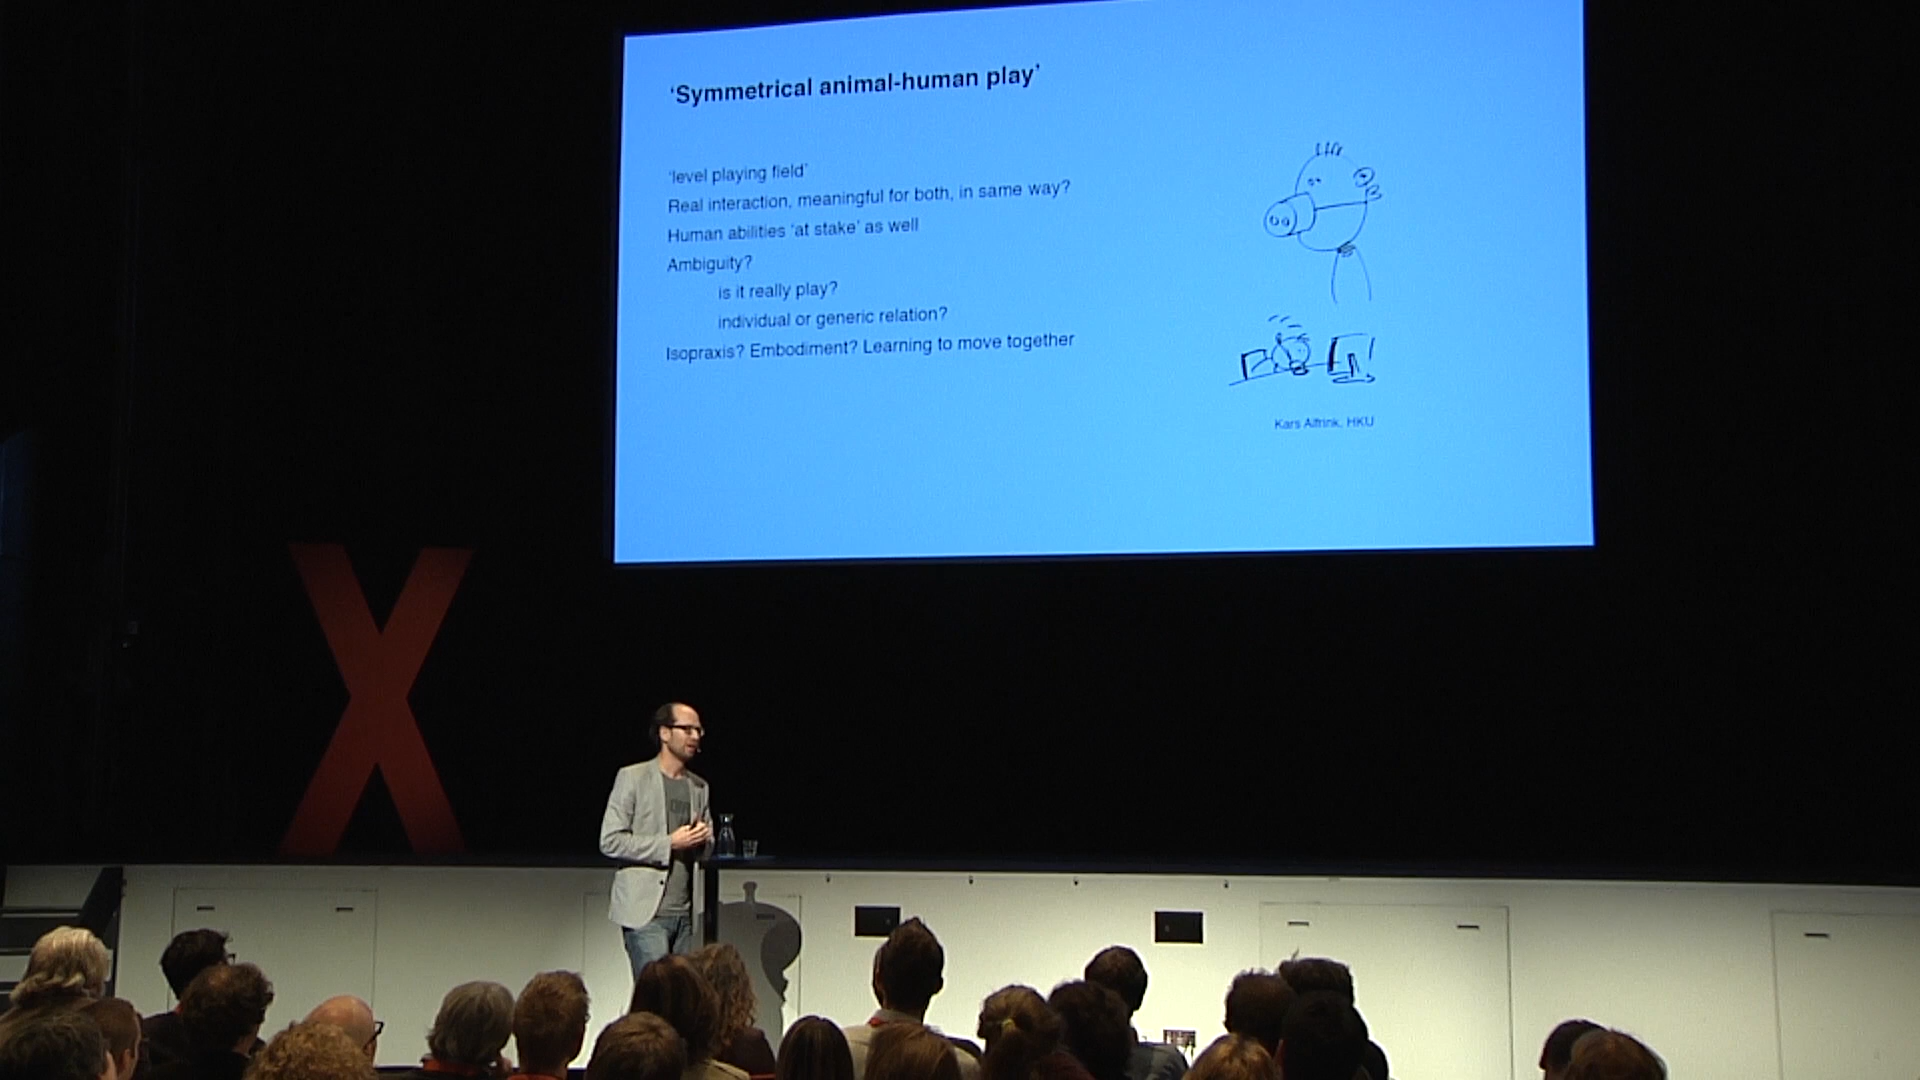 ‘Symmetrical animal-human play’
‘level playing field’
Real interaction, meaningful for both, in same way?
Human abilities ‘at stake’ as well
Ambiguity?
is it really play?
individual or generic relation?
Isopraxis? Embodiment? Learning to move together
Kars Alfrink, HKU
X